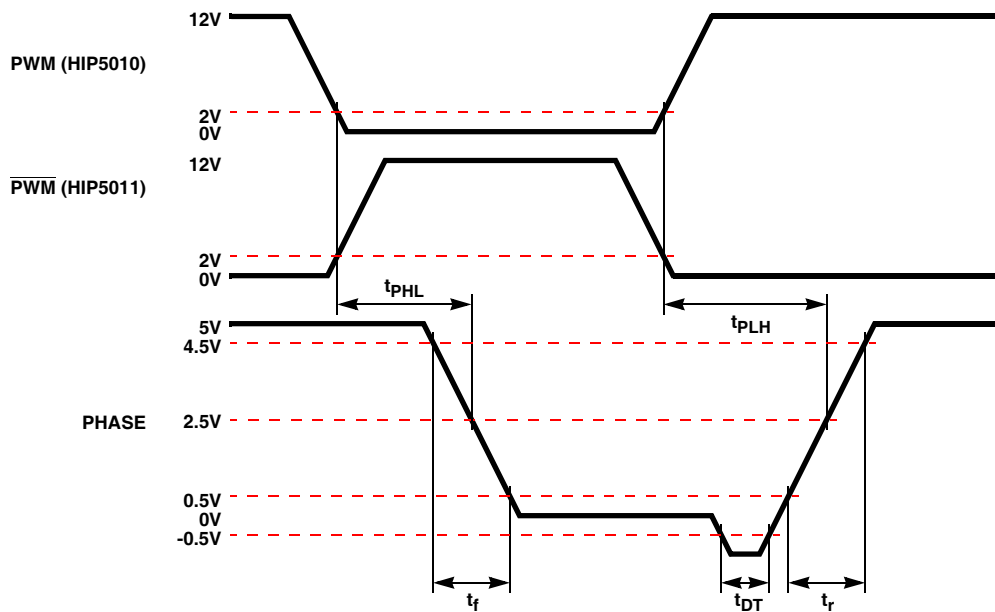 12V
PWM (HIP5010)
2V
0V
12V
PWM (HIP5011)
2V
0V
tPHL
tPLH
5V
4.5V
PHASE
2.5V
0.5V
0V
-0.5V
tf
tDT
tr